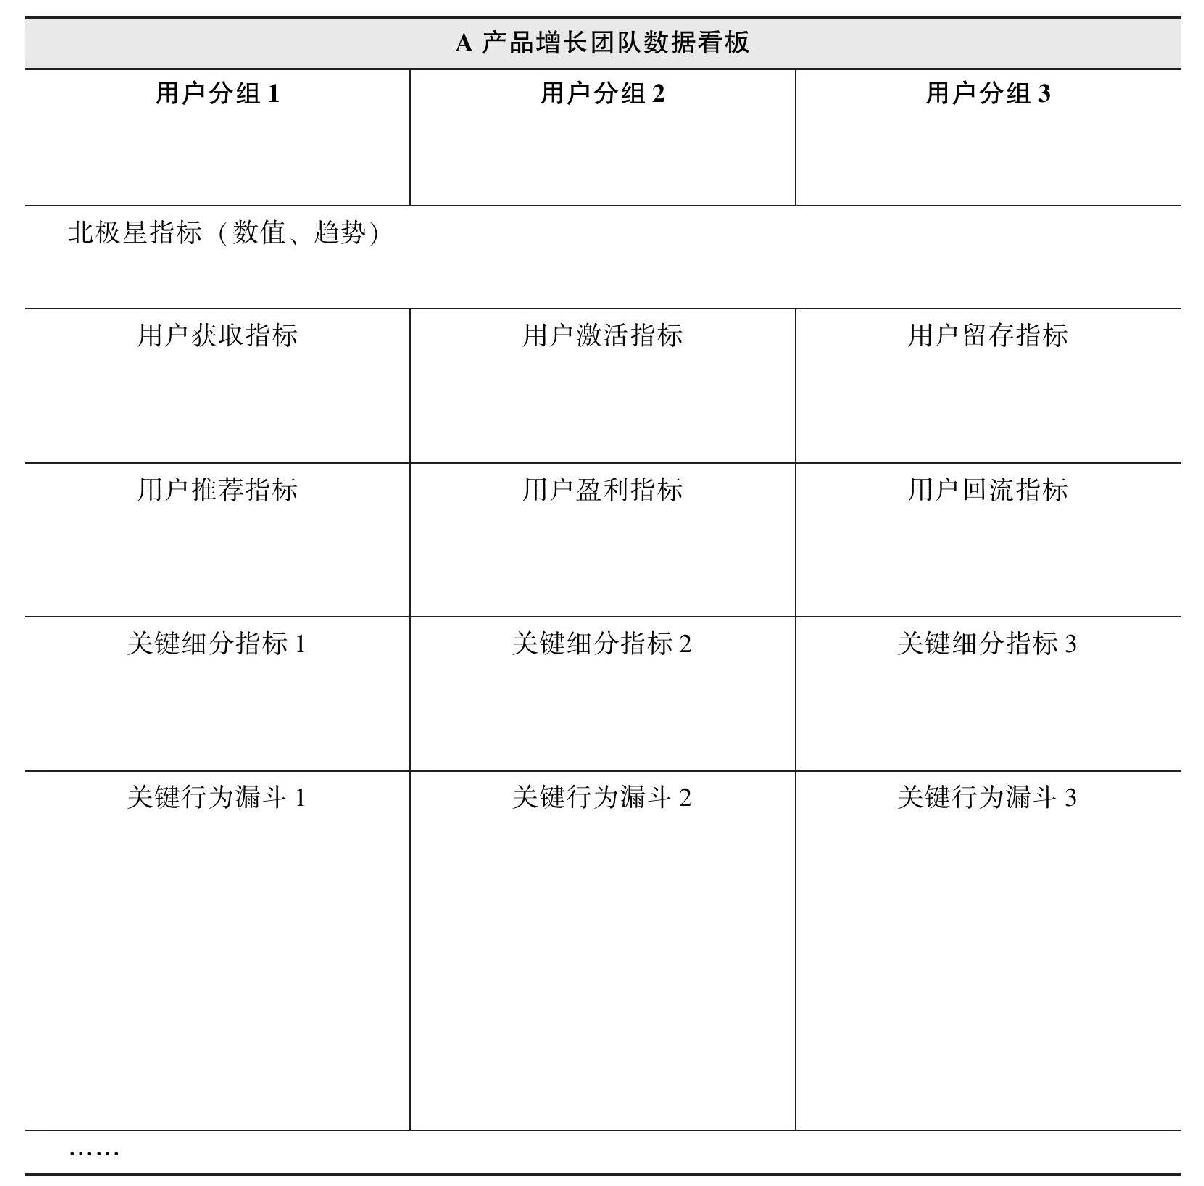 A 产品增长团队数据看板
用户分组 1
用户分组 2
用户分组 3
北极星指标（数值、趋势）
用户获取指标
用户激活指标
用户留存指标
用户推荐指标
用户盈利指标
用户回流指标
关键细分指标 1
关键细分指标 2
关键细分指标 3
关键行为漏斗 1
关键行为漏斗 2
关键行为漏斗 3
……